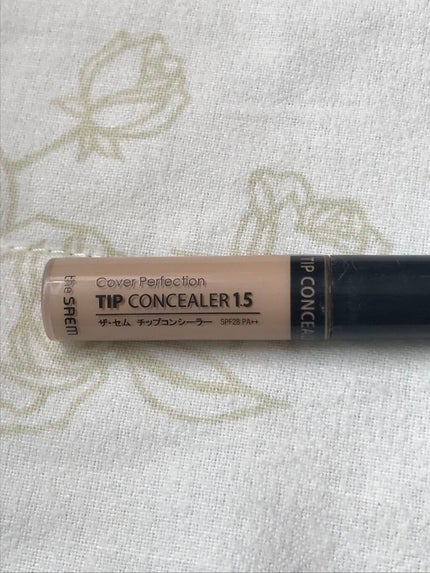 the SAEM
Cover Perfection
TIP CONCEALER 1.5
ザ・セム チップコンシーラー SPF28 PA++
TIP CONCEA